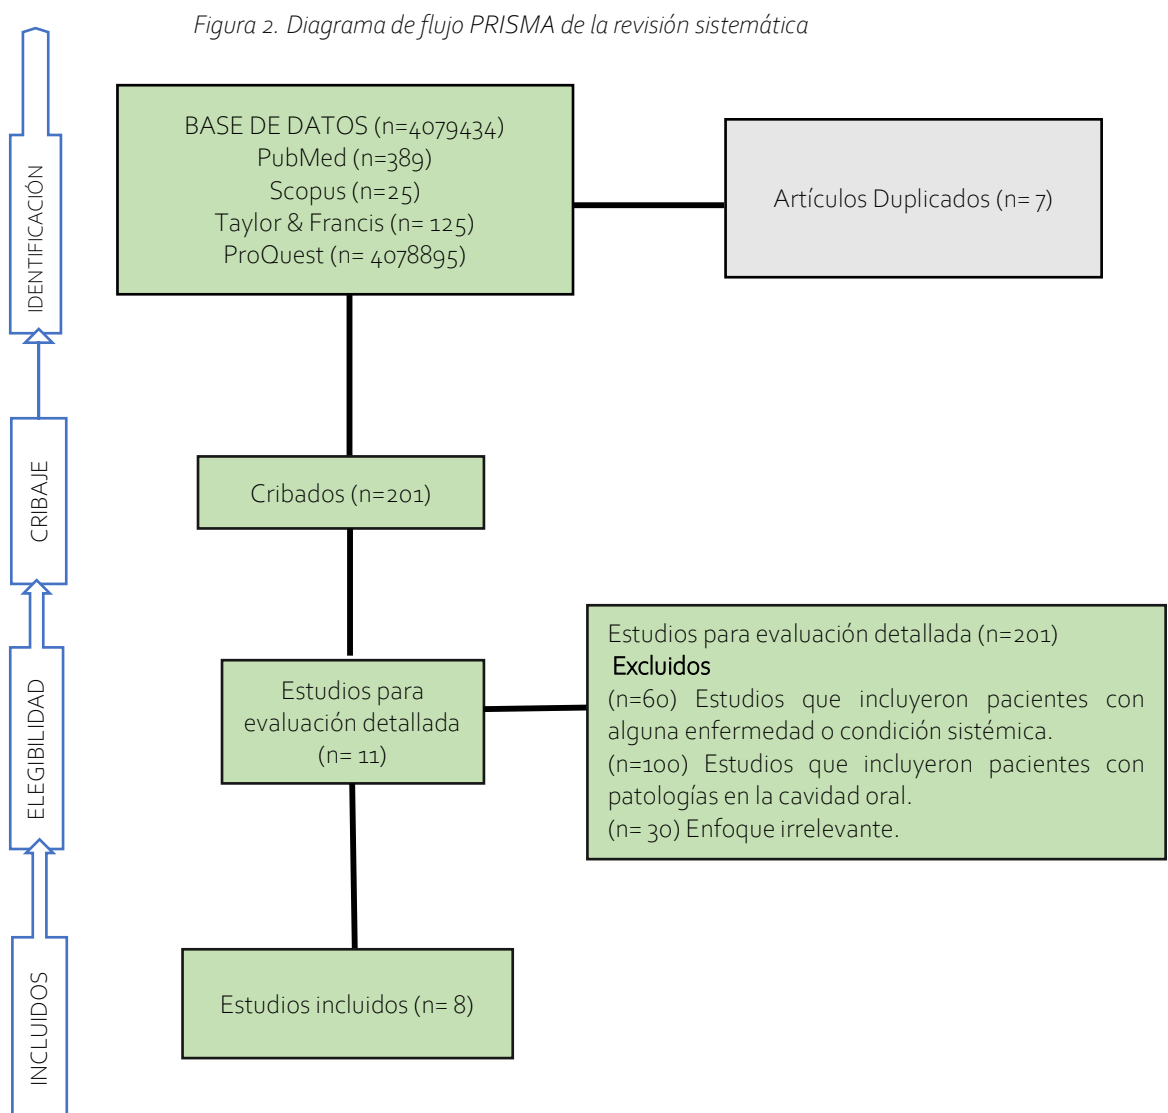 Figura 2. Diagrama de flujo PRISMA de la revisión sistemática
IDENTIFICACIÓN
BASE DE DATOS (n=4079434)
PubMed (n=389)
Scopus (n=25)
Taylor & Francis (n= 125)
ProQuest (n= 4078895)
Artículos Duplicados (n= 7)
CRIBAJE
Cribados (n=201)
ELEGIBILIDAD
Estudios para
evaluación detallada
(n= 11)
Estudios para evaluación detallada (n=201)
Excluidos
(n=60) Estudios que incluyeron pacientes con
alguna enfermedad o condición sistémica.
(n=100) Estudios que incluyeron pacientes con
patologías en la cavidad oral.
(n= 30) Enfoque irrelevante.
INCLUIDOS
Estudios incluidos (n= 8)